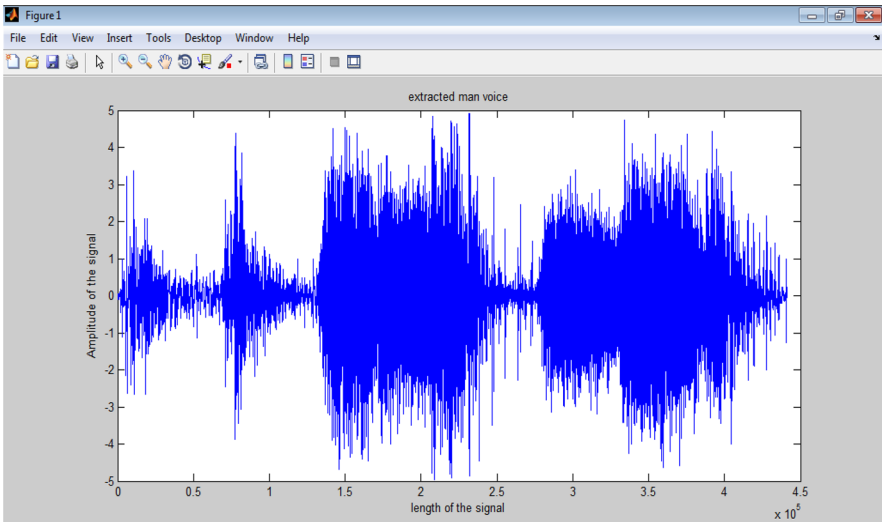 Figure 1
File Edit View Insert Tools Desktop Window Help
extracted man voice
5
4
3
2
1
0
-1
-2
-3
-4
-5
Amplitude of the signal
0 0.5 1 1.5 2 2.5 3 3.5 4 4.5
length of the signal
x 10^5